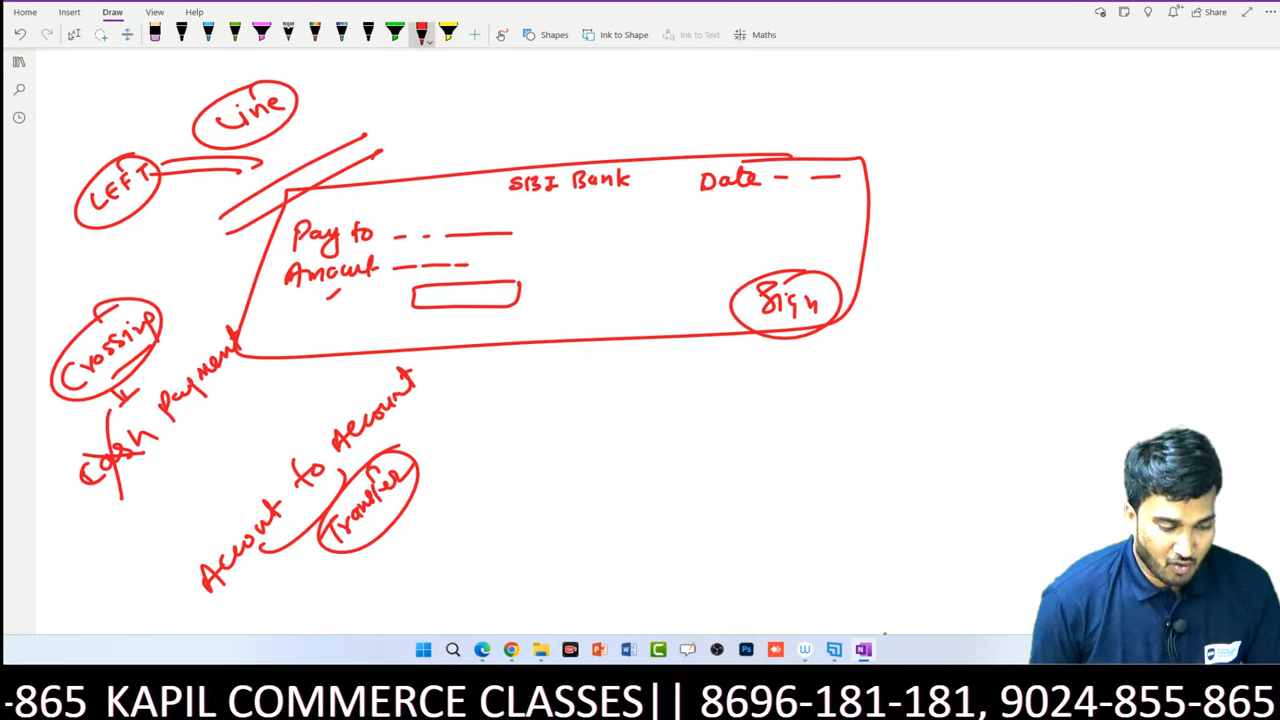 Home Insert Draw View Help Share
Shapes Ink to Shape Ink to Text Maths
Line
LEFT
SBI Bank Date
Pay to
Amount
Sign
Crossing
Cash payment
Account to Account
Transfer
-865 KAPIL COMMERCE CLASSES|| 8696-181-181, 9024-855-865